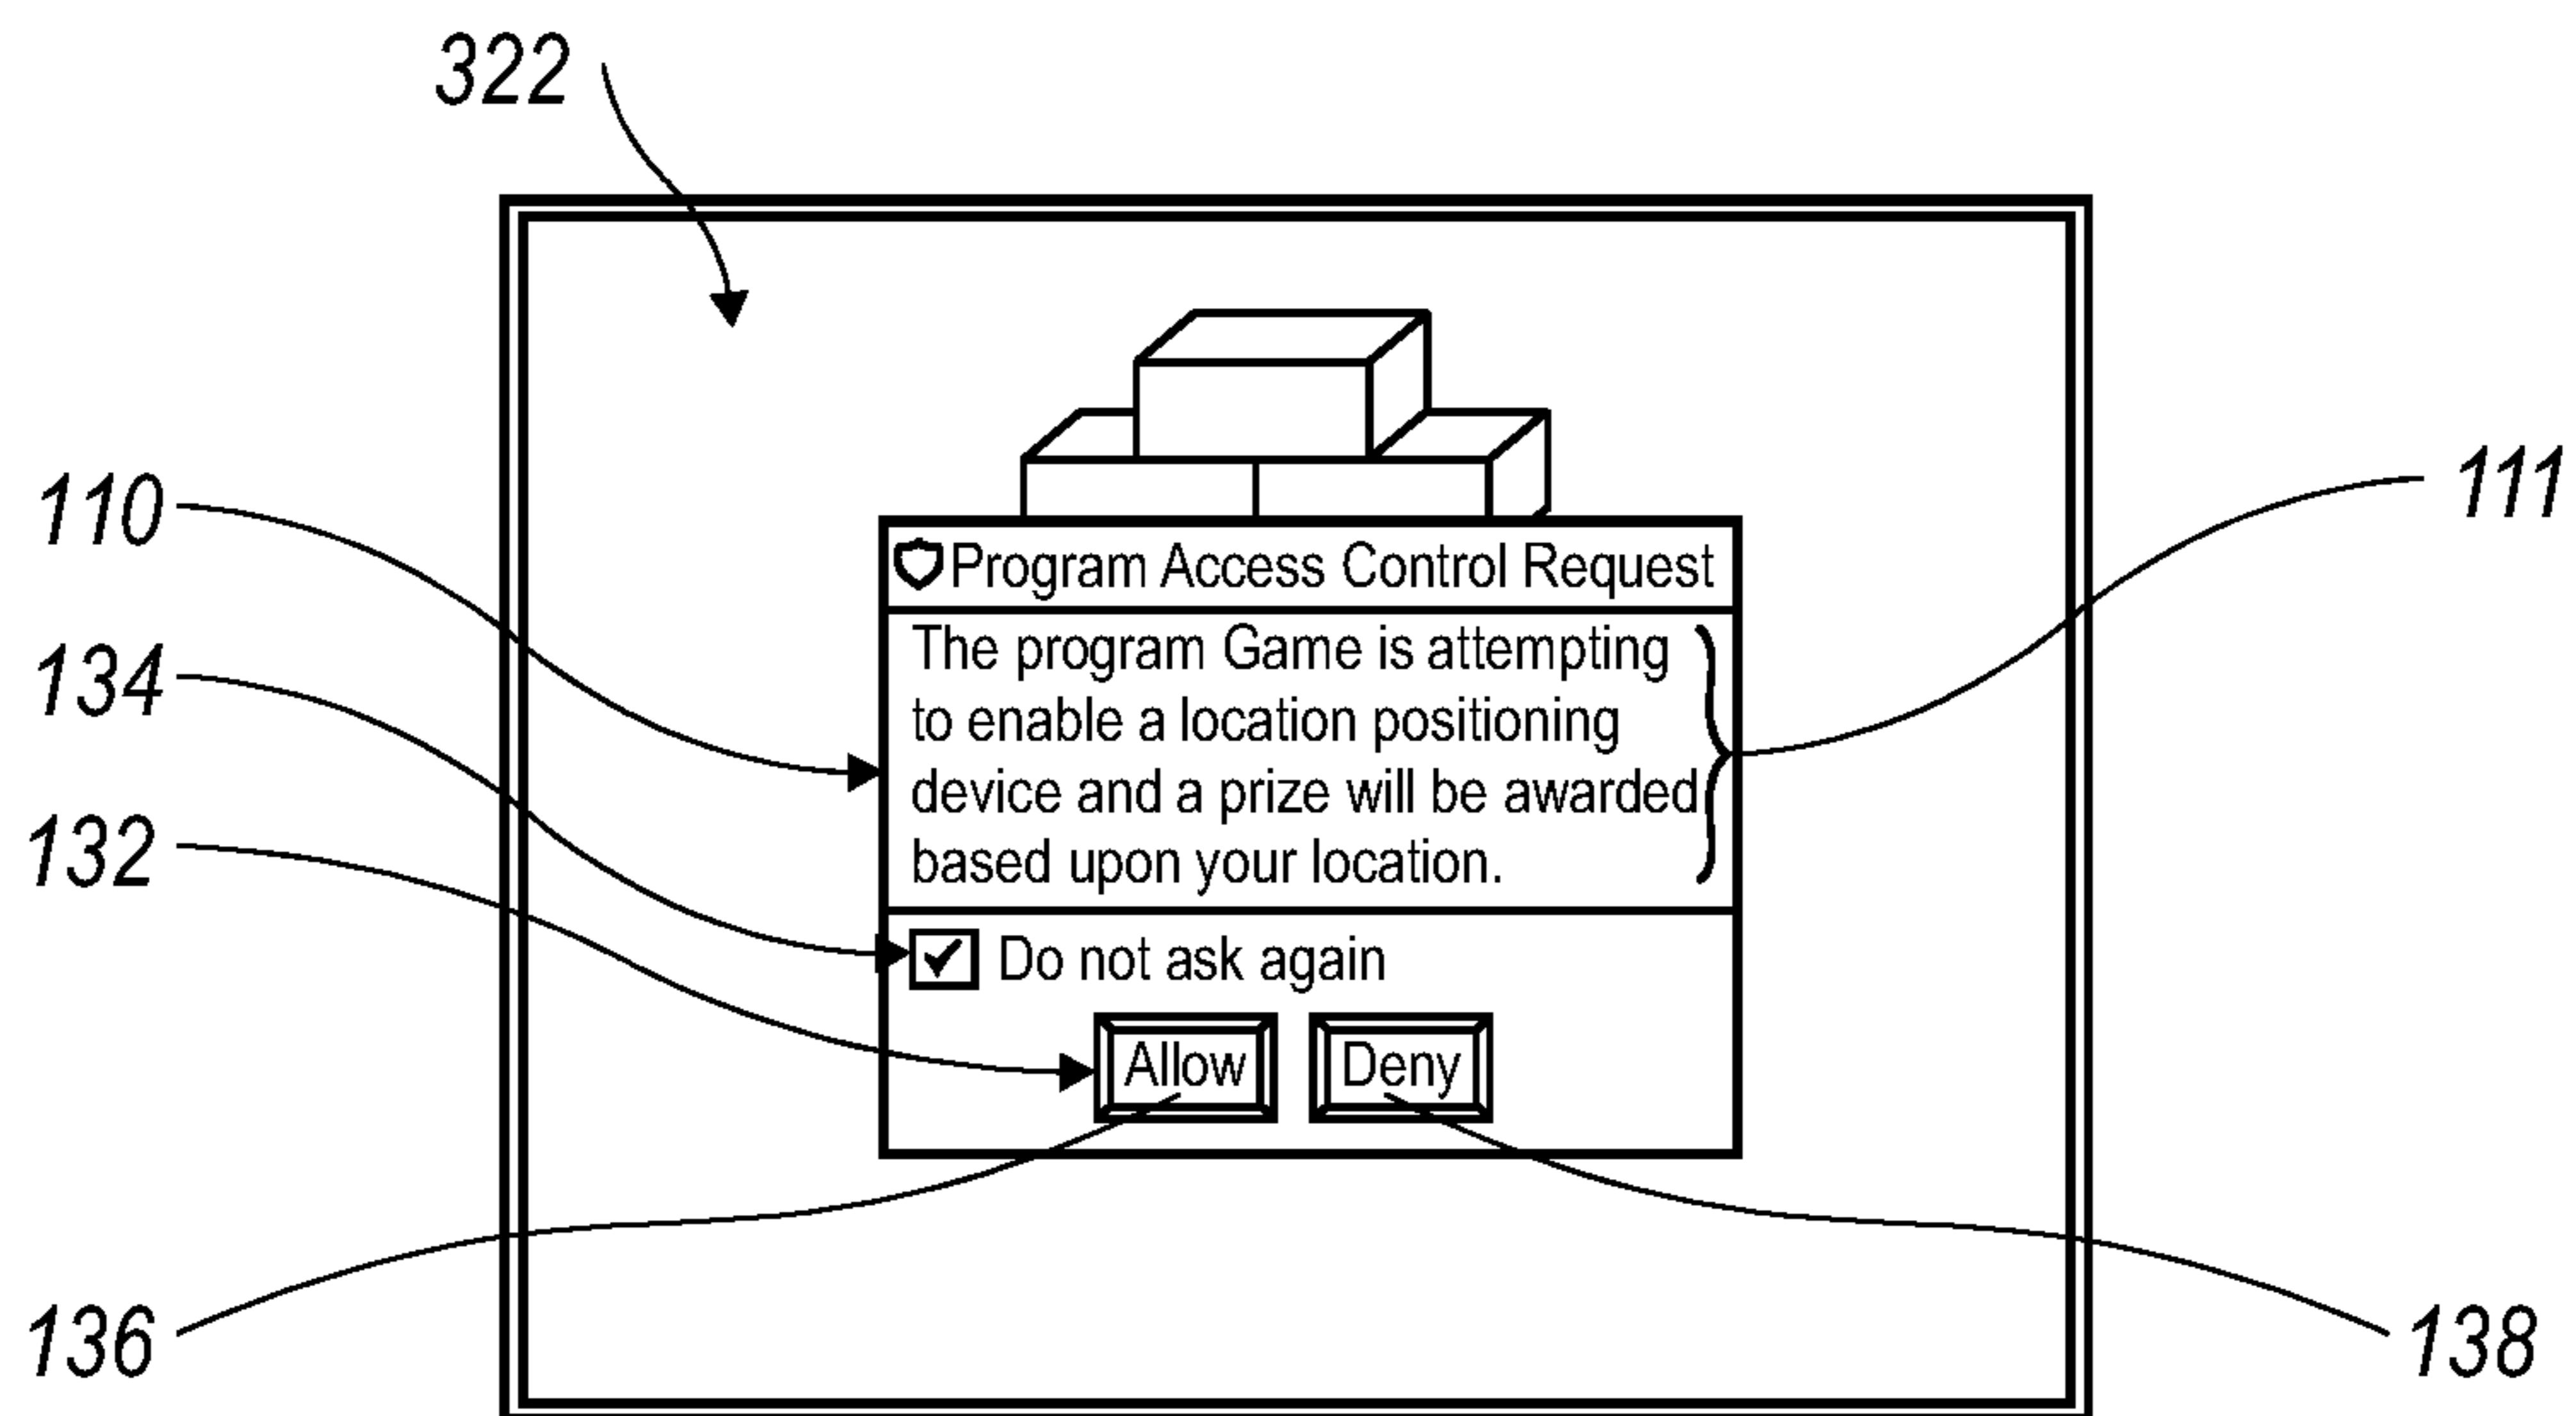 322
110
111
Program Access Control Request
The program Game is attempting
to enable a location positioning
device and a prize will be awarded
based upon your location.
134
132
Do not ask again
Allow Deny
136
138